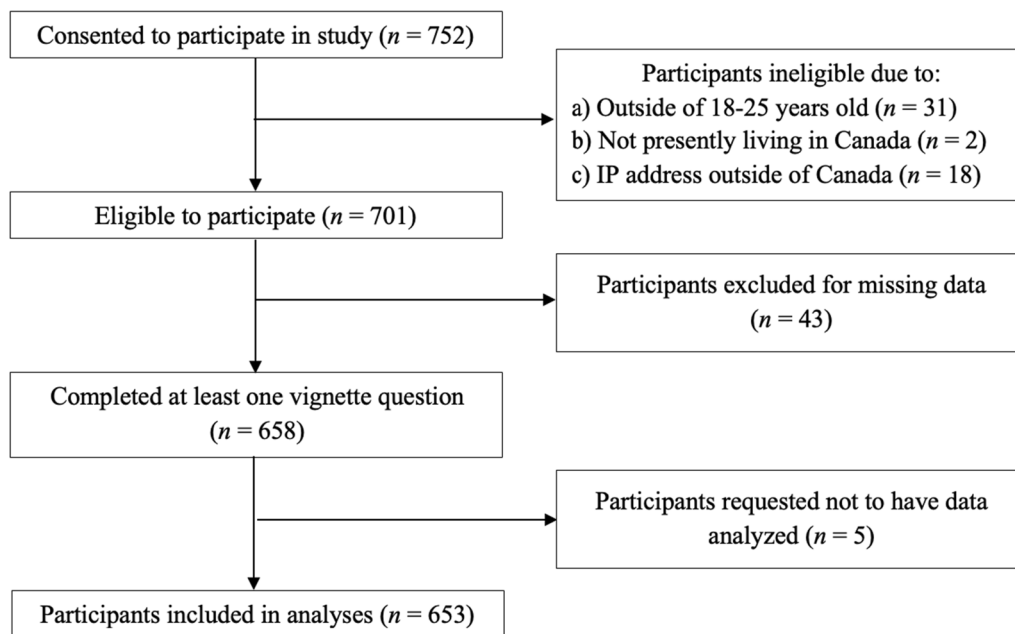 Consented to participate in study (n = 752)
Participants ineligible due to:
a) Outside of 18-25 years old (n = 31)
b) Not presently living in Canada (n = 2)
c) IP address outside of Canada (n = 18)
Eligible to participate (n = 701)
Participants excluded for missing data
(n = 43)
Completed at least one vignette question
(n = 658)
Participants requested not to have data
analyzed (n = 5)
Participants included in analyses (n = 653)